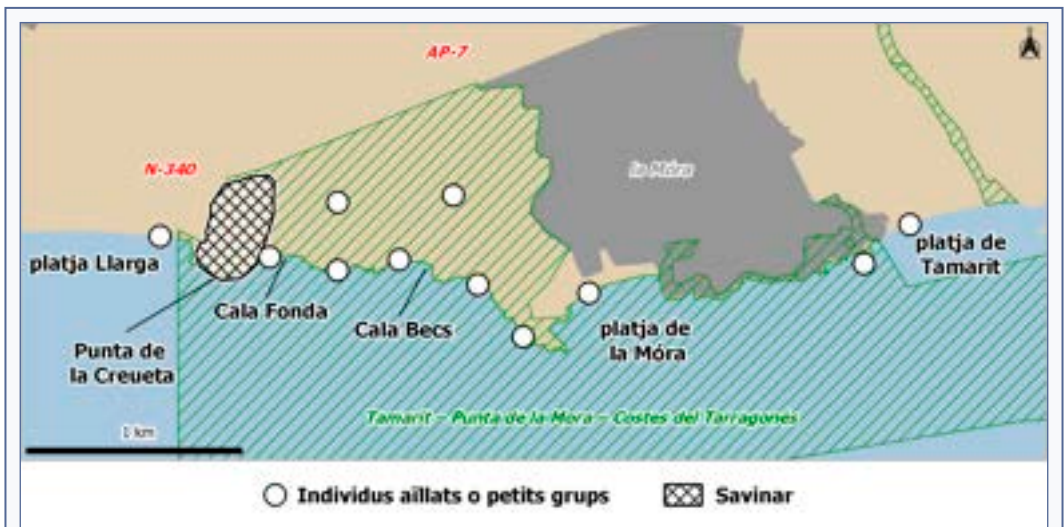 AP-7
N-340
la Móra
platja Llarga
platja de
Tamarit
Cala Fonda
Cala Becs
platja de
la Móra
Punta de
la Creueta
Tamarit – Punta de la Mora – Costes del Tarragonès
1 km
Individus aïllats o petits grups
Savinar